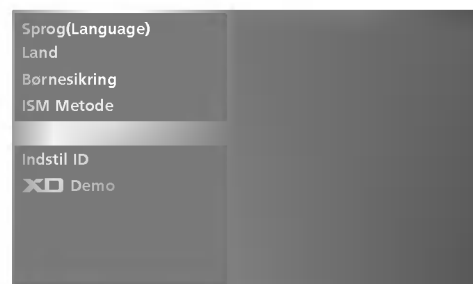 Sprog(Language)
Land
Børnesikring
ISM Metode
Indstil ID
XD Demo